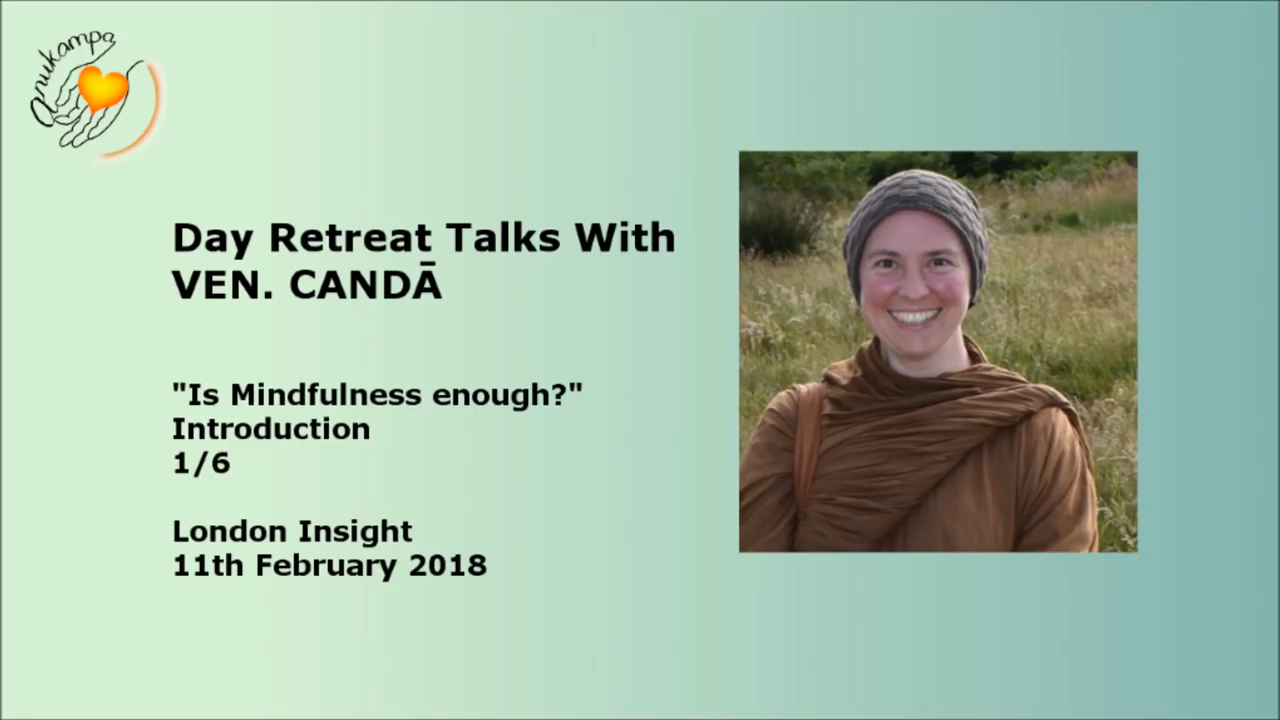 Anukampa
Day Retreat Talks With
VEN. CANDĀ
"Is Mindfulness enough?"
Introduction
1/6
London Insight
11th February 2018